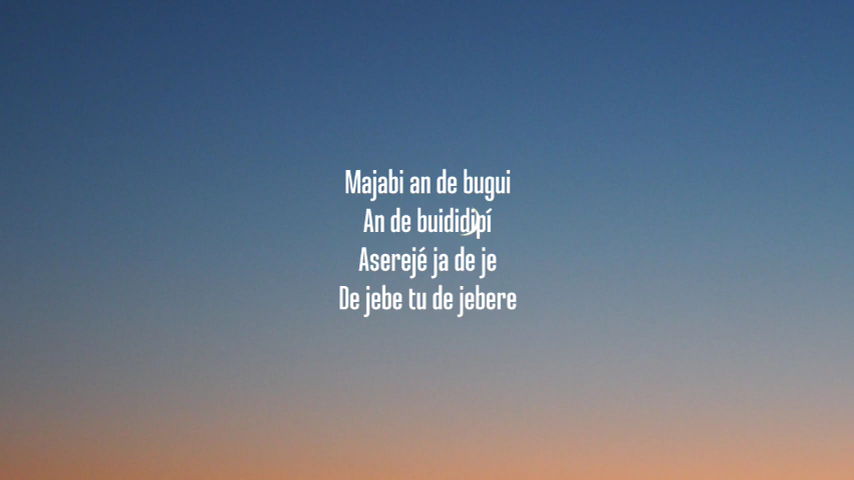 Majabi an de bugui
An de buididipí
Aserejé ja de je
De jebe tu de jebere